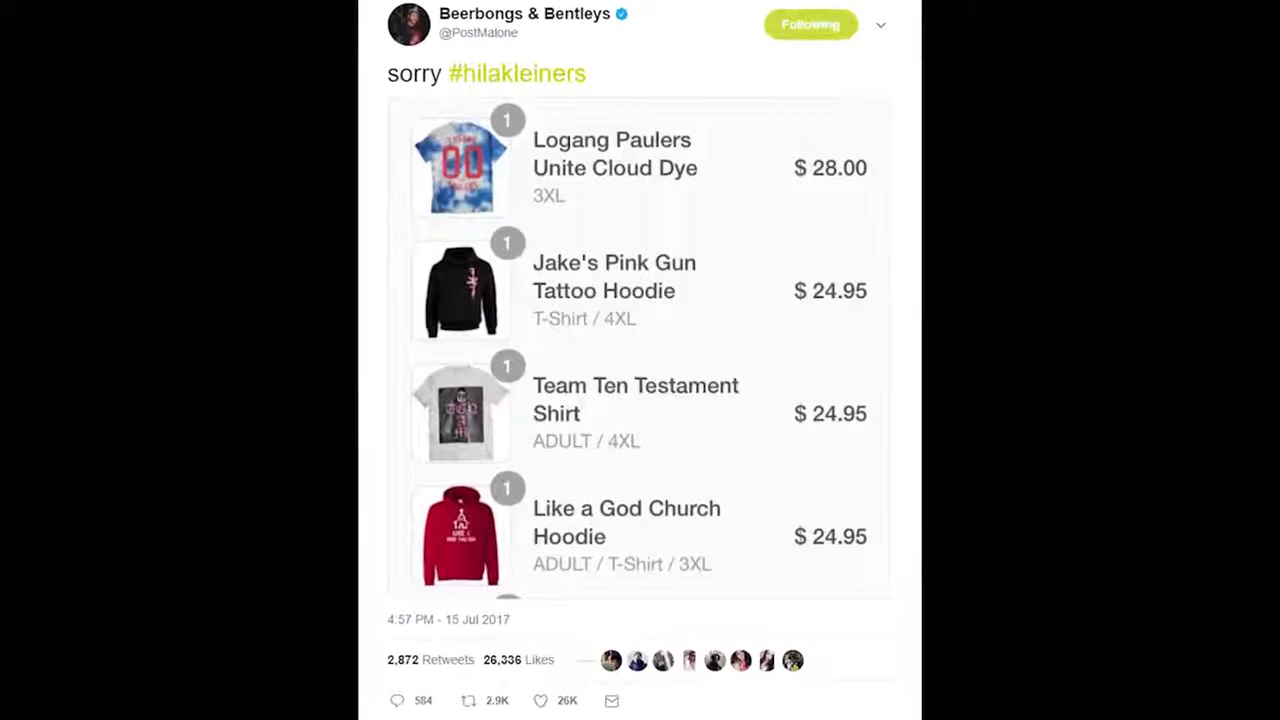 Beerbongs & Bentleys
@PostMalone
Following
sorry #hilakleiners
1
Logang Paulers
Unite Cloud Dye
$ 28.00
3XL
00
1
Jake's Pink Gun
Tattoo Hoodie
$ 24.95
T-Shirt / 4XL
1
Team Ten Testament
Shirt
$ 24.95
ADULT / 4XL
1
Like a God Church
Hoodie
$ 24.95
ADULT / T-Shirt / 3XL
4:57 PM - 15 Jul 2017
2,872 Retweets 26,336 Likes
584 2.9K 26K